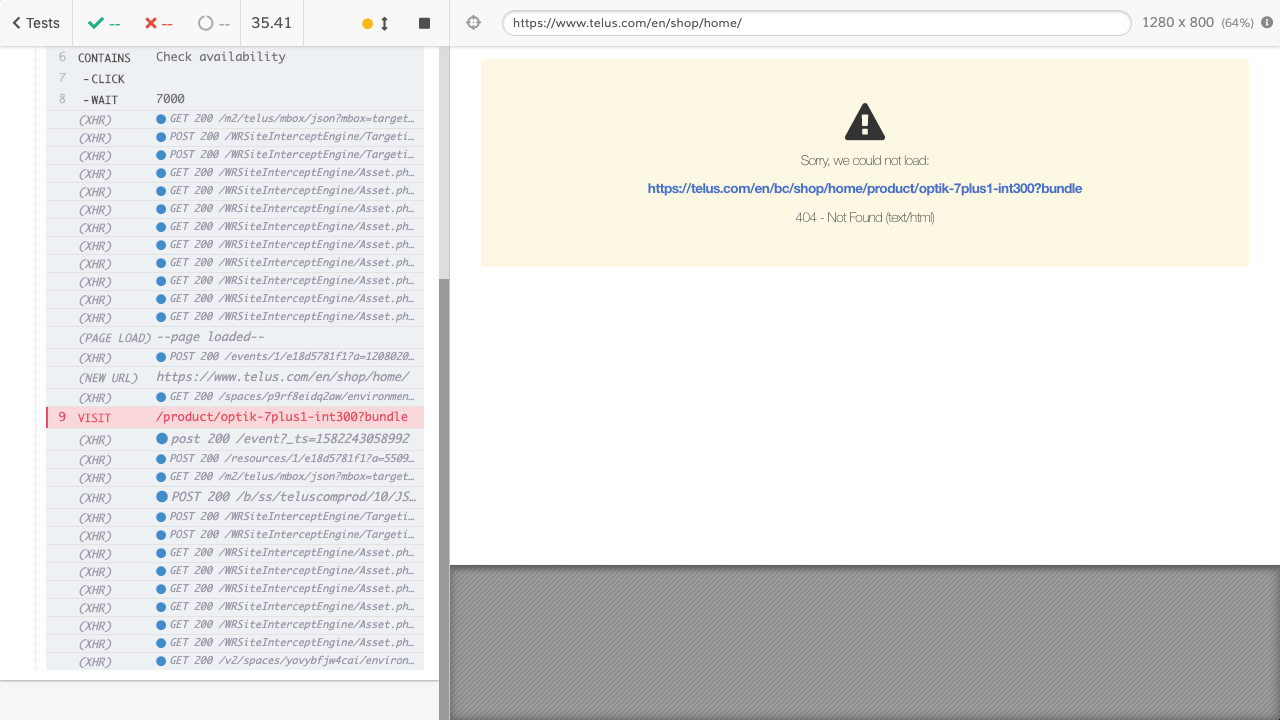 Tests
--
--
--
35.41
https://www.telus.com/en/shop/home/
1280 x 800 (64%)
6 CONTAINS Check availability
7 -CLICK
8 -WAIT 7000
(XHR) GET 200 /m2/telus/mbox/json?mbox=target…
(XHR) POST 200 /WRSiteInterceptEngine/Targeti…
(XHR) POST 200 /WRSiteInterceptEngine/Targeti…
(XHR) GET 200 /WRSiteInterceptEngine/Asset.ph…
(XHR) GET 200 /WRSiteInterceptEngine/Asset.ph…
(XHR) GET 200 /WRSiteInterceptEngine/Asset.ph…
(XHR) GET 200 /WRSiteInterceptEngine/Asset.ph…
(XHR) GET 200 /WRSiteInterceptEngine/Asset.ph…
(XHR) GET 200 /WRSiteInterceptEngine/Asset.ph…
(XHR) GET 200 /WRSiteInterceptEngine/Asset.ph…
(XHR) GET 200 /WRSiteInterceptEngine/Asset.ph…
(XHR) GET 200 /WRSiteInterceptEngine/Asset.ph…
(PAGE LOAD) --page loaded--
(XHR) POST 200 /events/1/e18d5781f1?a=1208020…
(NEW URL) https://www.telus.com/en/shop/home/
(XHR) GET 200 /spaces/p9rf8eidq2aw/environmen…
9 VISIT /product/optik-7plus1-int300?bundle
(XHR) post 200 /event?_ts=1582243058992
(XHR) POST 200 /resources/1/e18d5781f1?a=5509…
(XHR) GET 200 /m2/telus/mbox/json?mbox=target…
(XHR) POST 200 /b/ss/teluscomprod/10/JS…
(XHR) POST 200 /WRSiteInterceptEngine/Targeti…
(XHR) POST 200 /WRSiteInterceptEngine/Targeti…
(XHR) GET 200 /WRSiteInterceptEngine/Asset.ph…
(XHR) GET 200 /WRSiteInterceptEngine/Asset.ph…
(XHR) GET 200 /WRSiteInterceptEngine/Asset.ph…
(XHR) GET 200 /WRSiteInterceptEngine/Asset.ph…
(XHR) GET 200 /WRSiteInterceptEngine/Asset.ph…
(XHR) GET 200 /WRSiteInterceptEngine/Asset.ph…
(XHR) GET 200 /v2/spaces/yovybfjw4cai/environ…
Sorry, we could not load:
https://telus.com/en/bc/shop/home/product/optik-7plus1-int300?bundle
404 - Not Found (text/html)